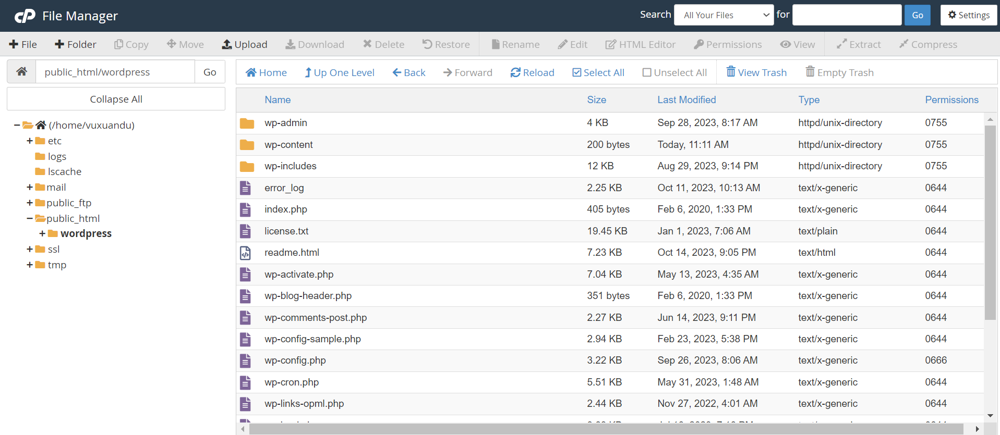 cP File Manager Search All Your Files for Go Settings
File Folder Copy Move Upload Download Delete Restore Rename Edit HTML Editor Permissions View Extract Compress
public_html/wordpress Go
Collapse All
(/home/vuxuandu)
etc
logs
lscache
mail
public_ftp
public_html
wordpress
ssl
tmp
Home Up One Level Back Forward Reload Select All Unselect All View Trash Empty Trash
Name Size Last Modified Type Permissions
wp-admin 4 KB Sep 28, 2023, 8:17 AM httpd/unix-directory 0755
wp-content 200 bytes Today, 11:11 AM httpd/unix-directory 0755
wp-includes 12 KB Aug 29, 2023, 9:14 PM httpd/unix-directory 0755
error_log 2.25 KB Oct 11, 2023, 10:13 AM text/x-generic 0644
index.php 405 bytes Feb 6, 2020, 1:33 PM text/x-generic 0644
license.txt 19.45 KB Jan 1, 2023, 7:06 AM text/plain 0644
readme.html 7.23 KB Oct 14, 2023, 9:05 PM text/html 0644
wp-activate.php 7.04 KB May 13, 2023, 4:35 AM text/x-generic 0644
wp-blog-header.php 351 bytes Feb 6, 2020, 1:33 PM text/x-generic 0644
wp-comments-post.php 2.27 KB Jun 14, 2023, 9:11 PM text/x-generic 0644
wp-config-sample.php 2.94 KB Feb 23, 2023, 5:38 PM text/x-generic 0644
wp-config.php 3.22 KB Sep 26, 2023, 8:06 AM text/x-generic 0666
wp-cron.php 5.51 KB May 31, 2023, 1:48 AM text/x-generic 0644
wp-links-opml.php 2.44 KB Nov 27, 2022, 4:01 AM text/x-generic 0644